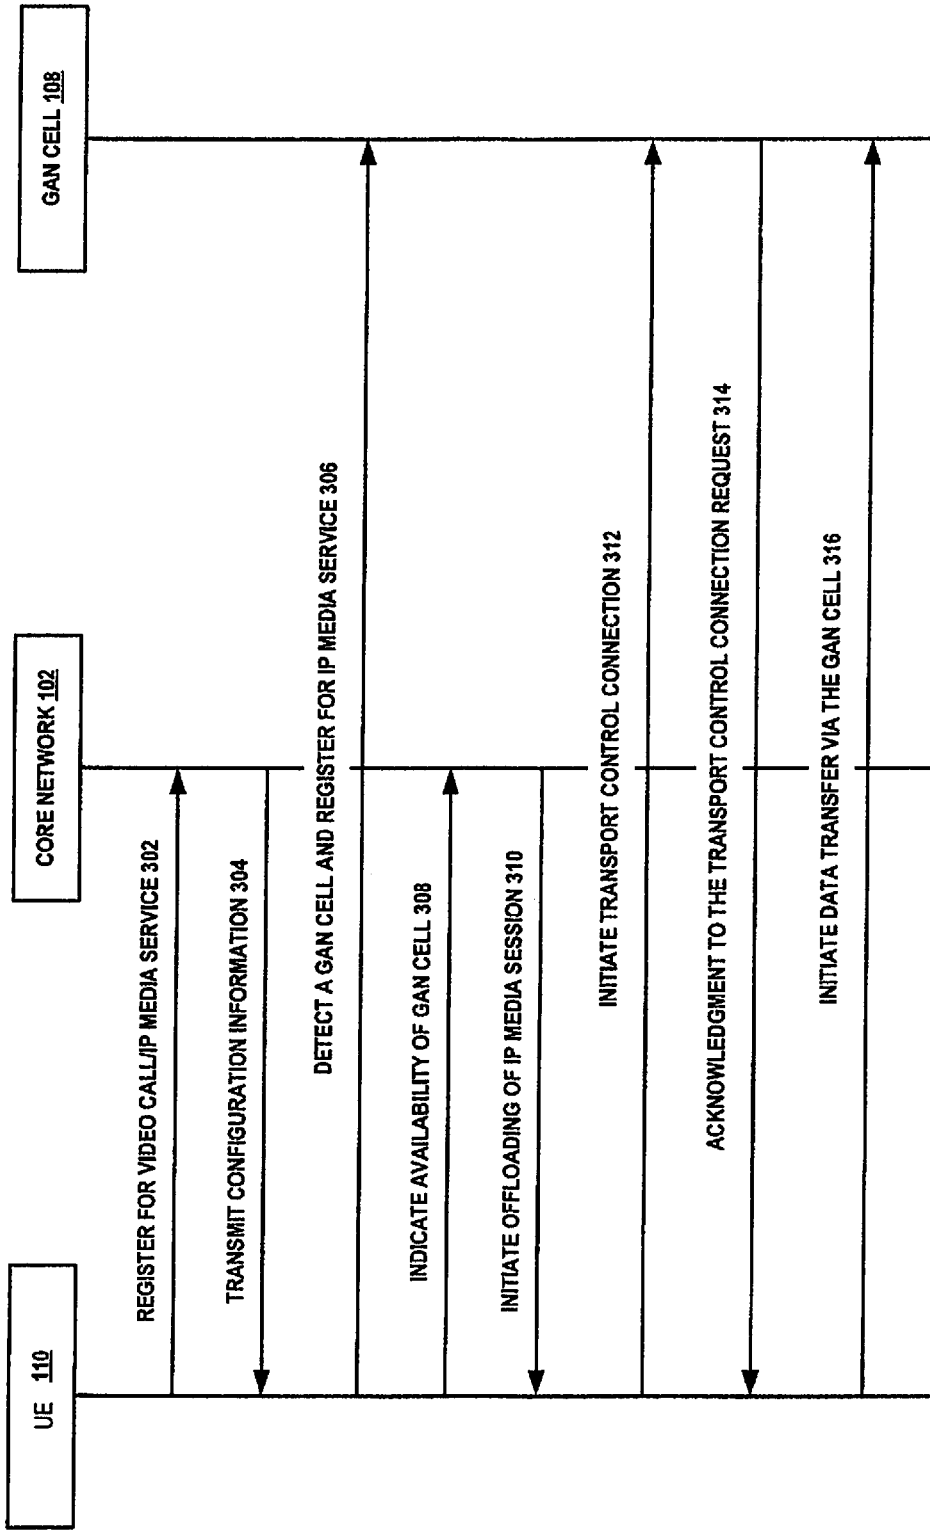 UE 110
CORE NETWORK 102
GAN CELL 108
REGISTER FOR VIDEO CALL/IP MEDIA SERVICE 302
TRANSMIT CONFIGURATION INFORMATION 304
DETECT A GAN CELL AND REGISTER FOR IP MEDIA SERVICE 306
INDICATE AVAILABILITY OF GAN CELL 308
INITIATE OFFLOADING OF IP MEDIA SESSION 310
INITIATE TRANSPORT CONTROL CONNECTION 312
ACKNOWLEDGMENT TO THE TRANSPORT CONTROL CONNECTION REQUEST 314
INITIATE DATA TRANSFER VIA THE GAN CELL 316